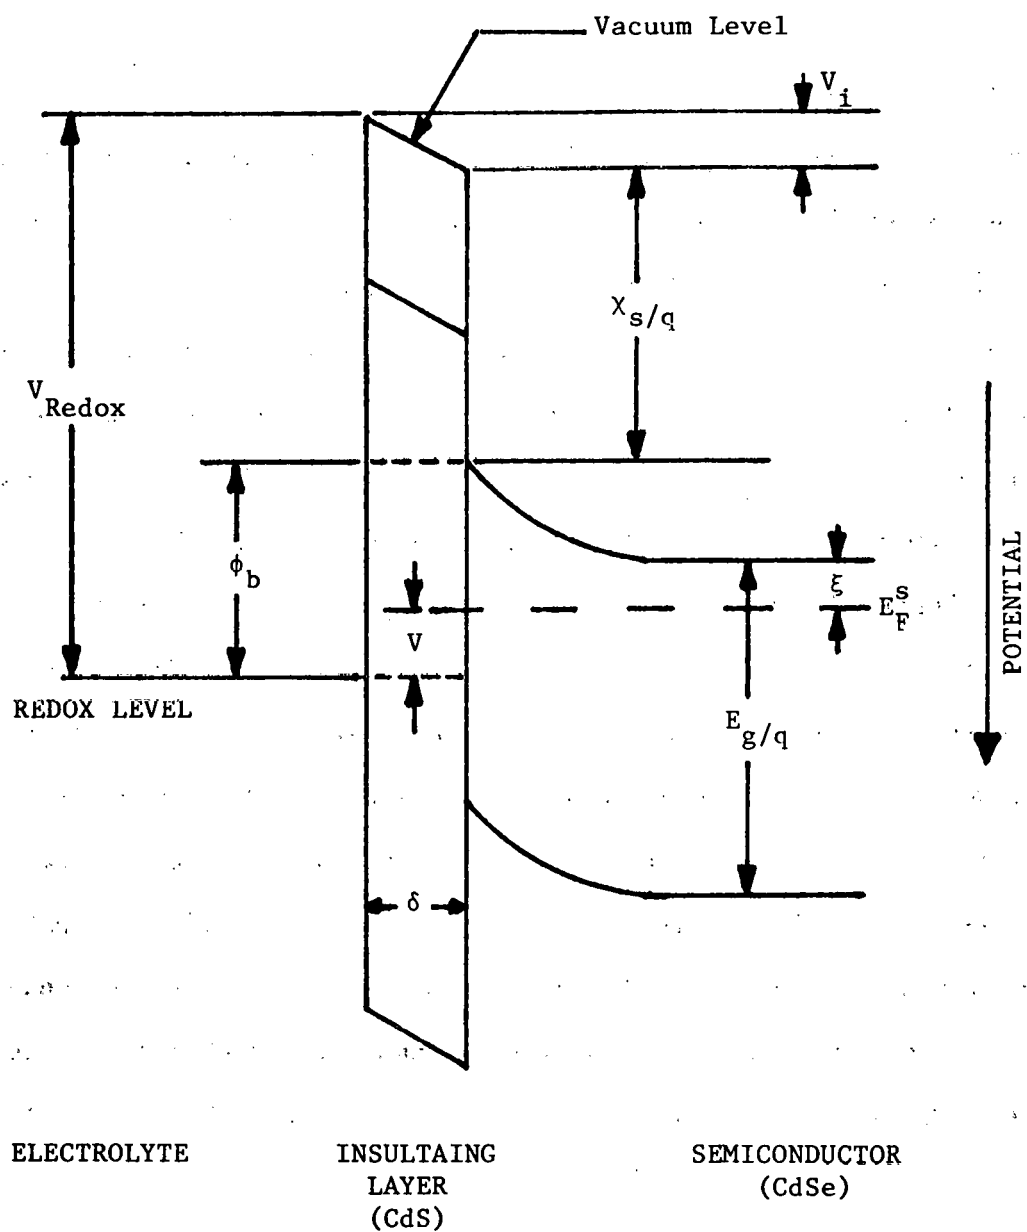 Vacuum Level
V_i
χ_s/q
V_Redox
ϕ_b
ξ
E_F^s
V
POTENTIAL
REDOX LEVEL
E_g/q
δ
ELECTROLYTE
INSULTAING
LAYER
(CdS)
SEMICONDUCTOR
(CdSe)